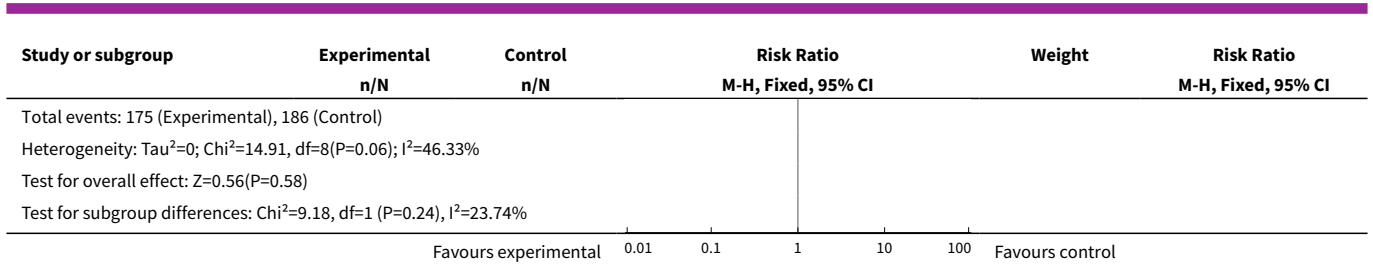 Study or subgroup Experimental Control Risk Ratio Weight Risk Ratio
n/N n/N M-H, Fixed, 95% CI M-H, Fixed, 95% CI
Total events: 175 (Experimental), 186 (Control)
Heterogeneity: Tau²=0; Chi²=14.91, df=8(P=0.06); I²=46.33%
Test for overall effect: Z=0.56(P=0.58)
Test for subgroup differences: Chi²=9.18, df=1 (P=0.24), I²=23.74%
Favours experimental 0.01 0.1 1 10 100 Favours control